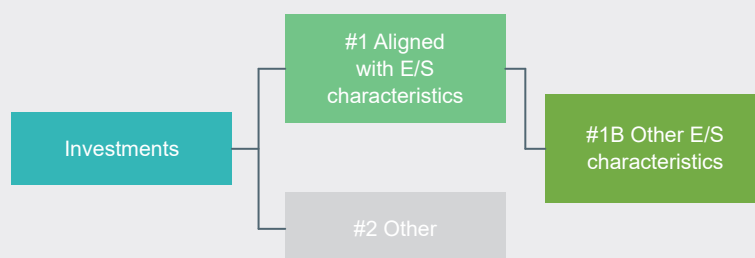 #1 Aligned
with E/S
characteristics
Investments
#1B Other E/S
characteristics
#2 Other